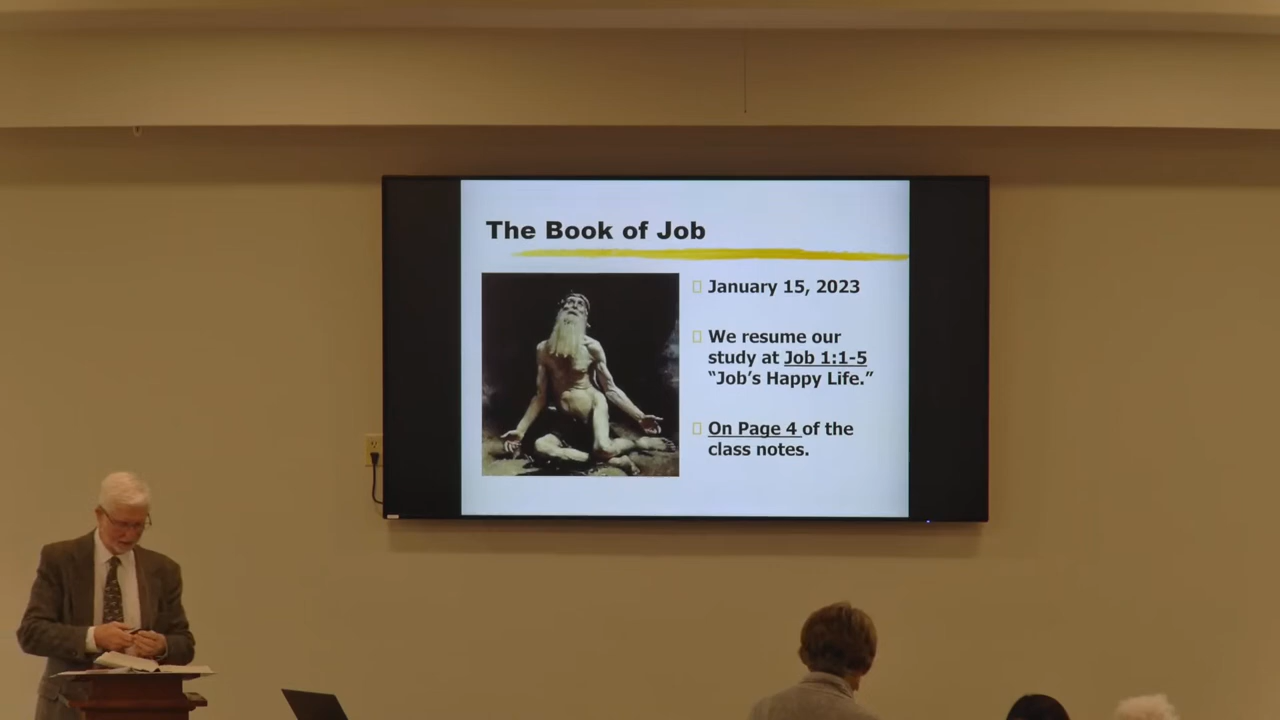 The Book of Job
January 15, 2023
We resume our
study at Job 1:1-5
“Job’s Happy Life.”
On Page 4 of the
class notes.